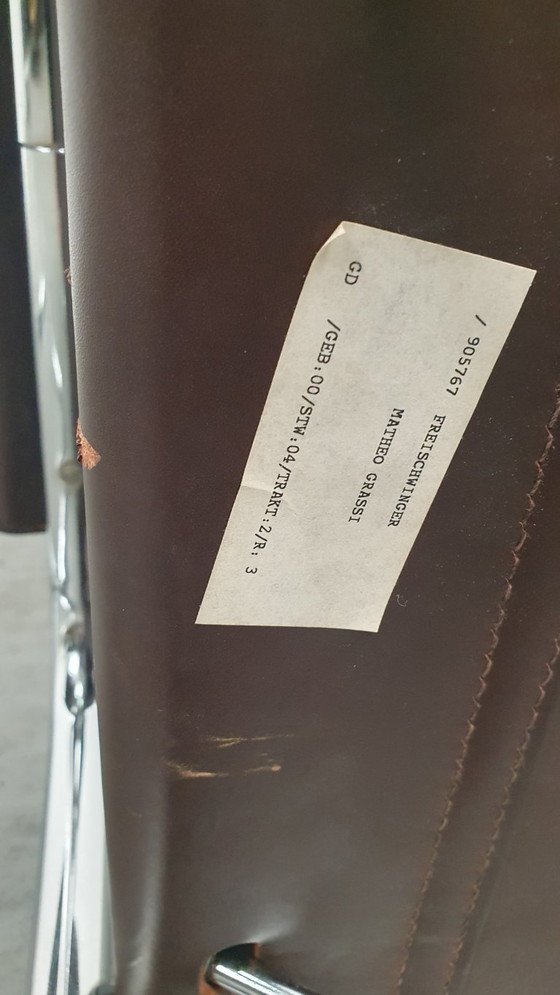 / 905767 FREISCHWINGER
MATHEO GRASSI
GD /GEB:00/STW:04/TRAKT:2/R: 3